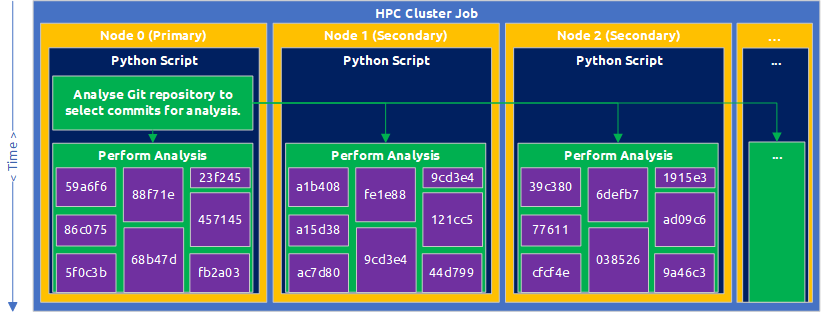 HPC Cluster Job
Node 0 (Primary)
Python Script
Analyse Git repository to
select commits for analysis.
Perform Analysis
59a6f6
88f71e
23f245
457145
86c075
68b47d
5f0c3b
fb2a03
Node 1 (Secondary)
Python Script
Perform Analysis
a1b408
fe1e88
9cd3e4
121cc5
a15d38
9cd3e4
ac7d80
44d799
Node 2 (Secondary)
Python Script
Perform Analysis
39c380
6defb7
1915e3
ad09c6
77611
038526
cfcf4e
9a46c3
...
...
...
< Time >